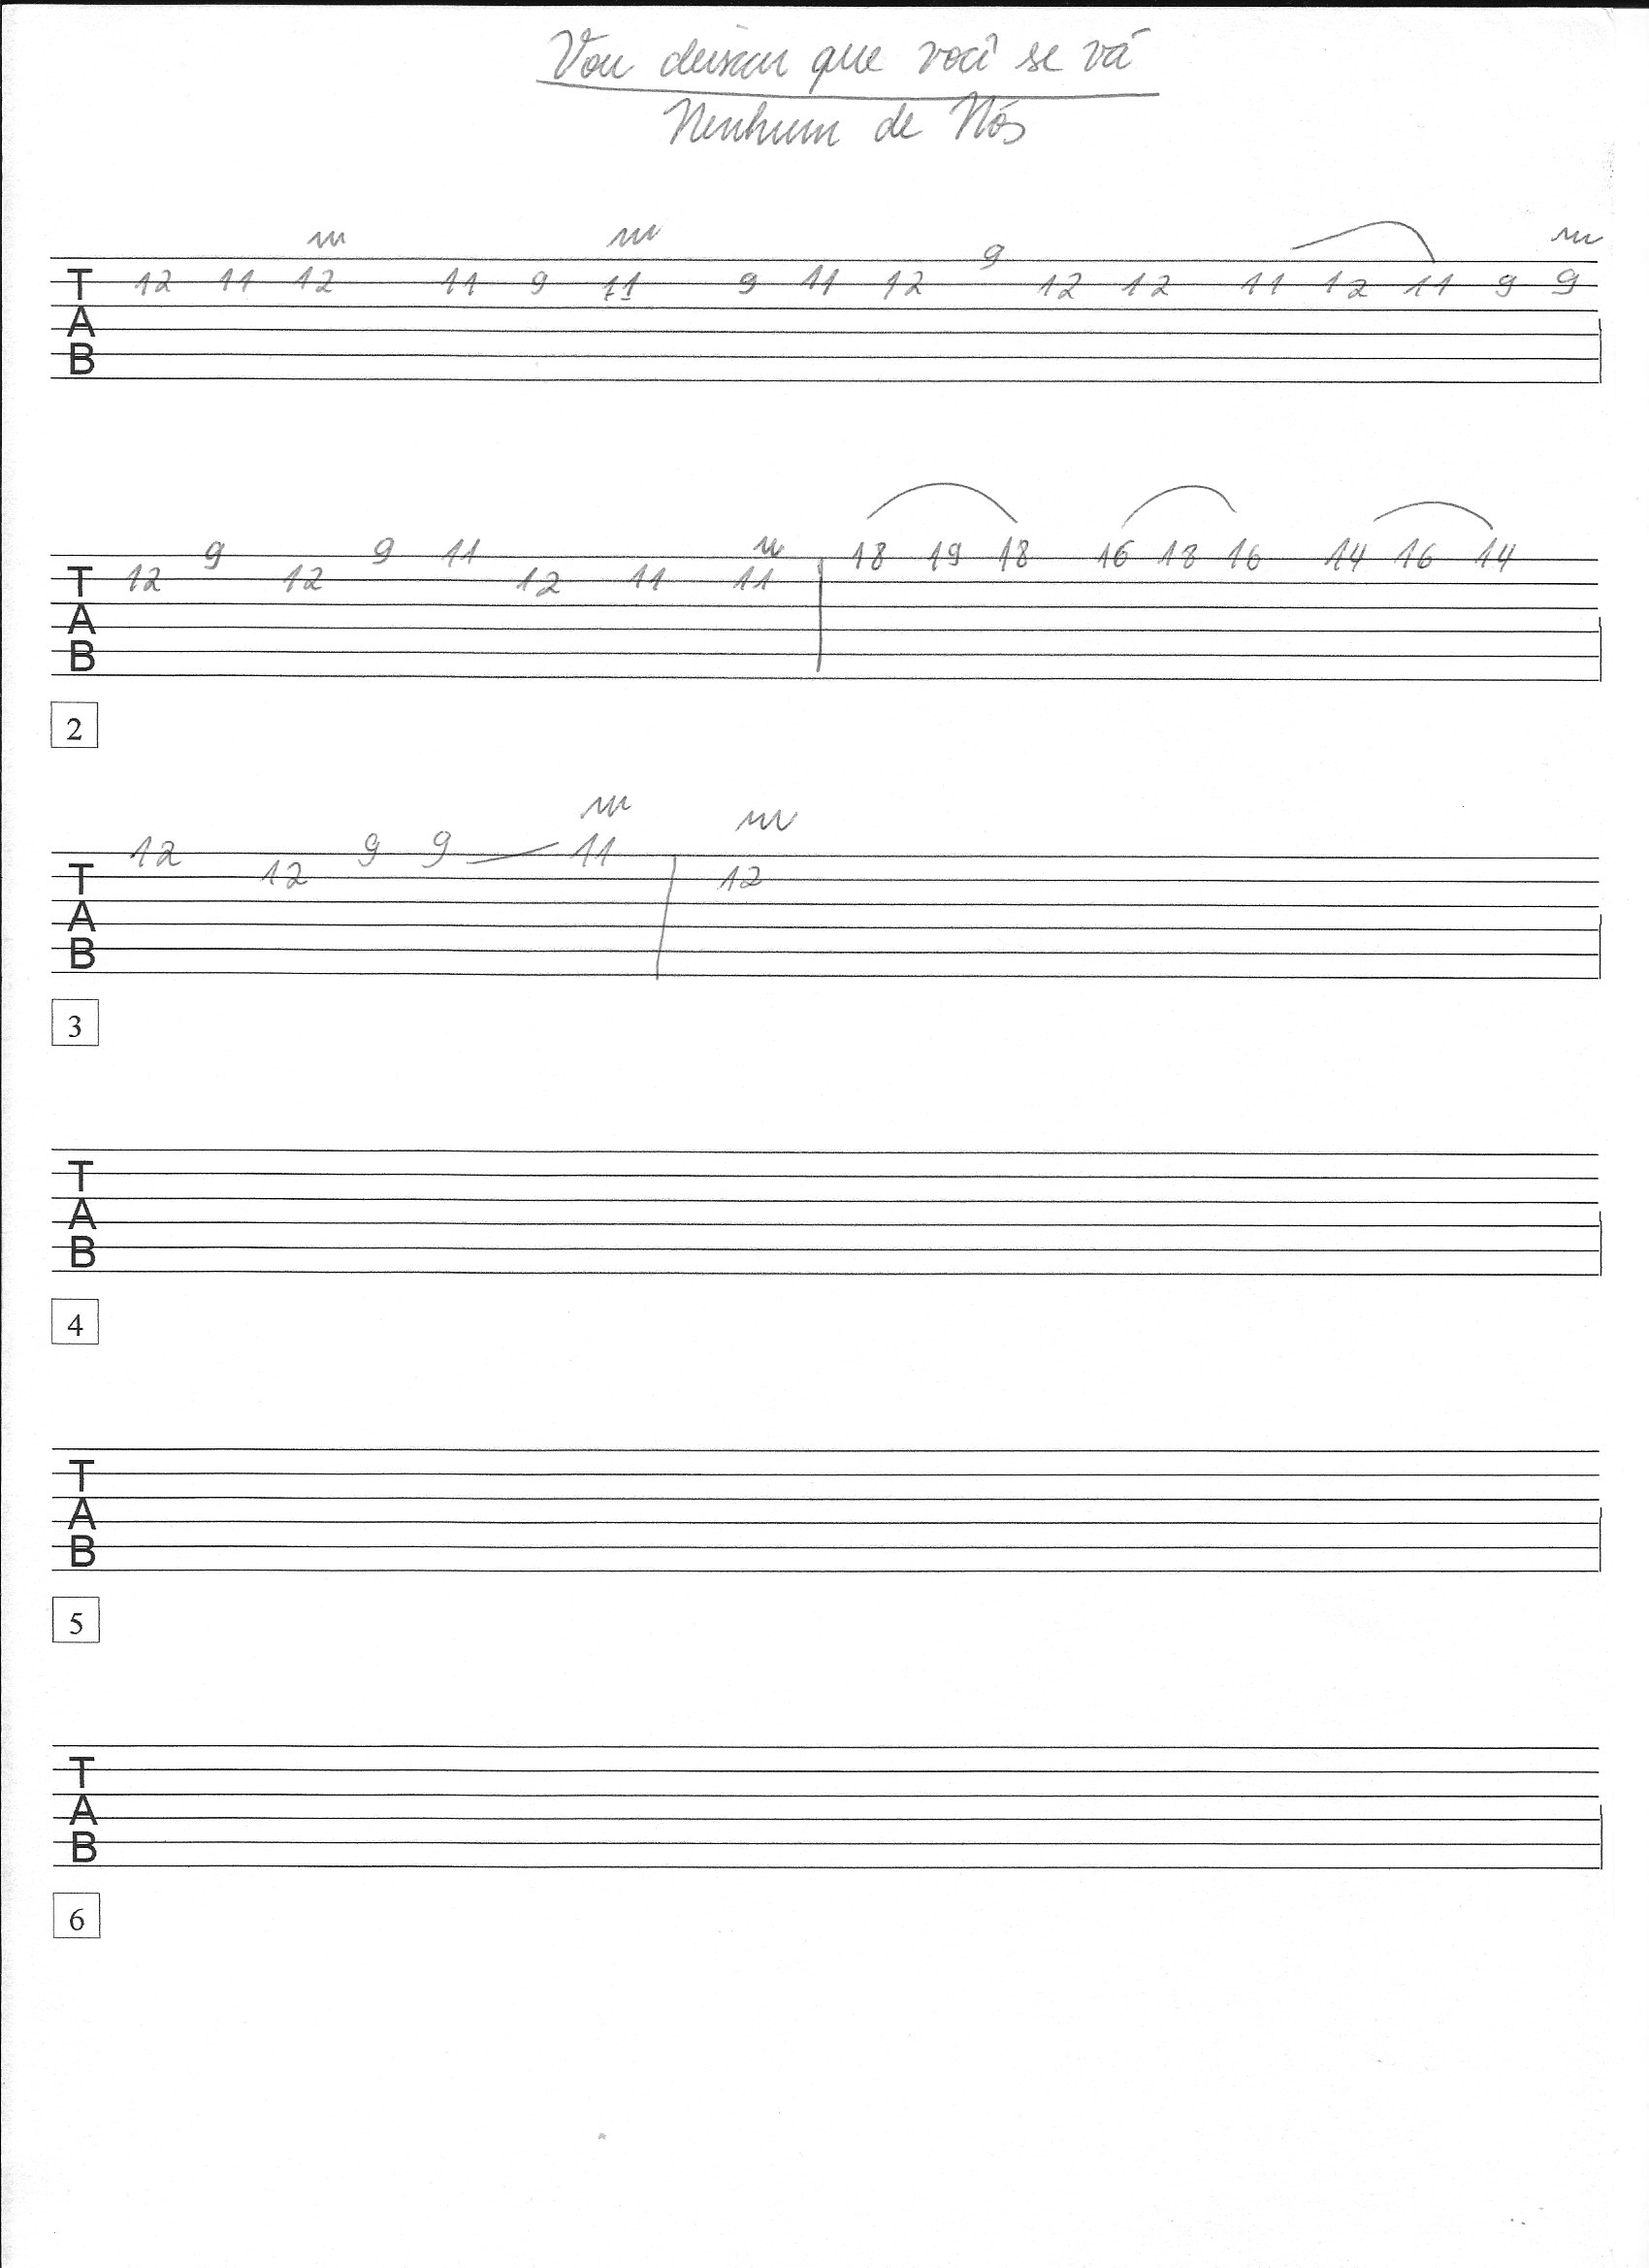 Vou deixar que você se vá
Nenhum de Nós
9
T 12 11 12 11 9 11 9 11 12 12 12 11 12 11 9 9
A
B
9 9 11 18 19 18 16 18 16 14 16 14
T 12 12 12 11 11
A
B
2
12 9 9 11
T 12 12
A
B
3
T
A
B
4
T
A
B
5
T
A
B
6